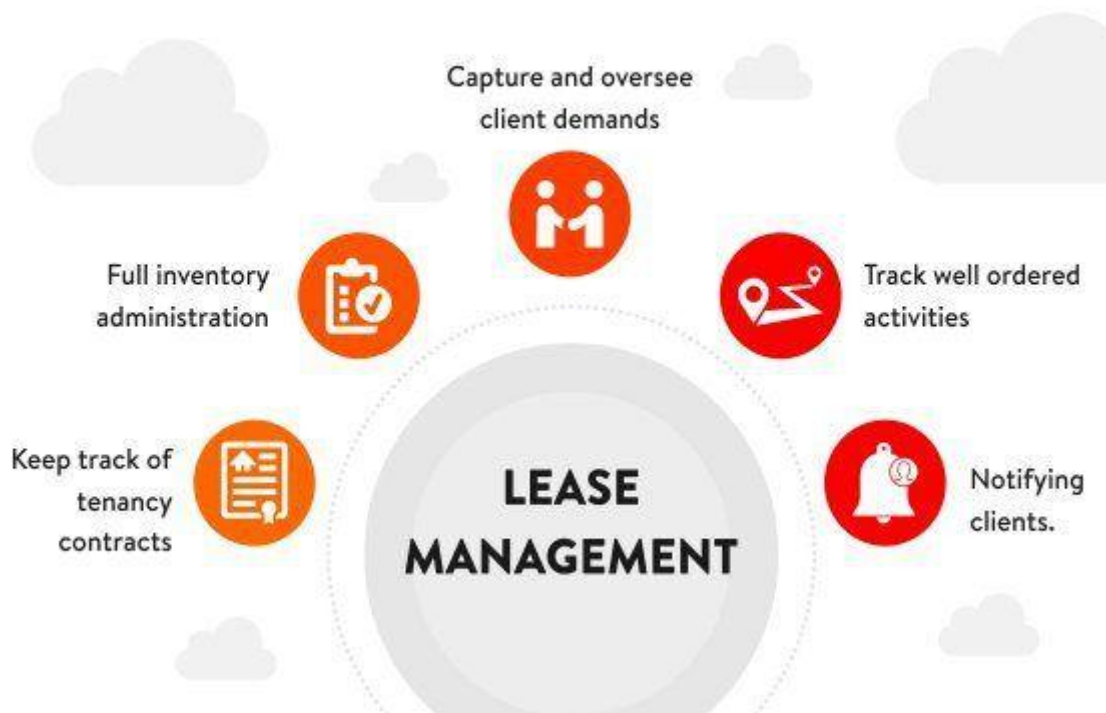 Capture and oversee
client demands
Full inventory
administration
Track well ordered
activities
Keep track of
tenancy
contracts
Notifying
clients.
LEASE
MANAGEMENT